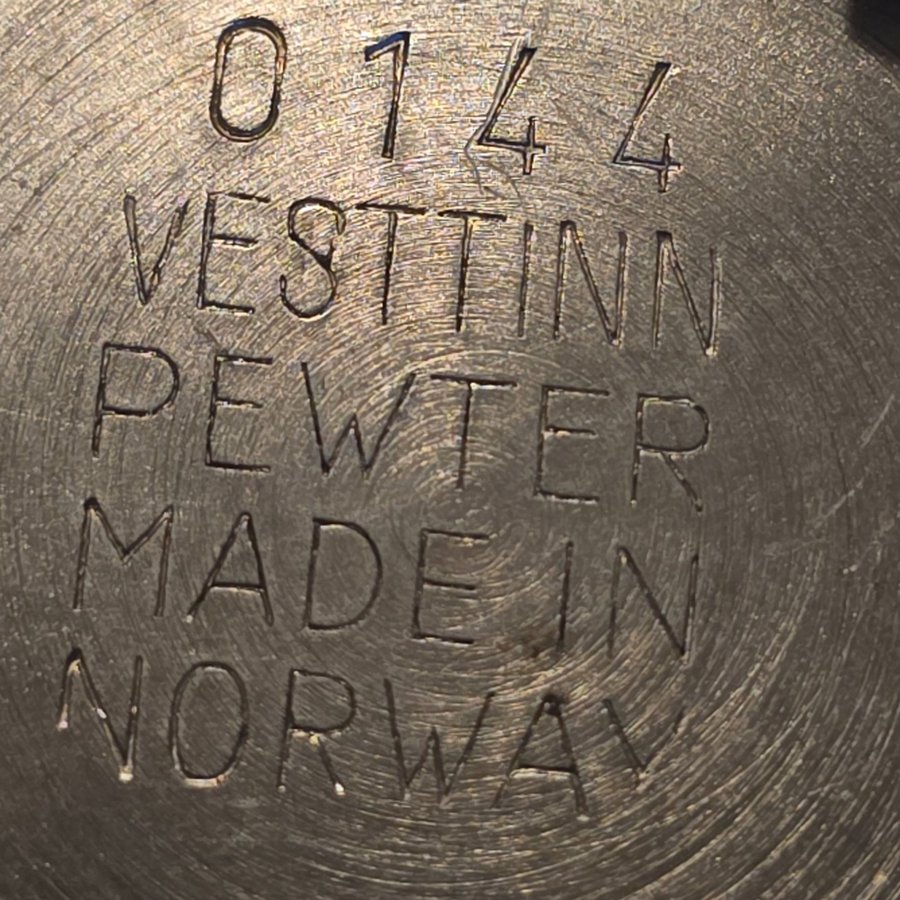 0144
VESTTINN
PEWTER
MADE IN
NORWAY